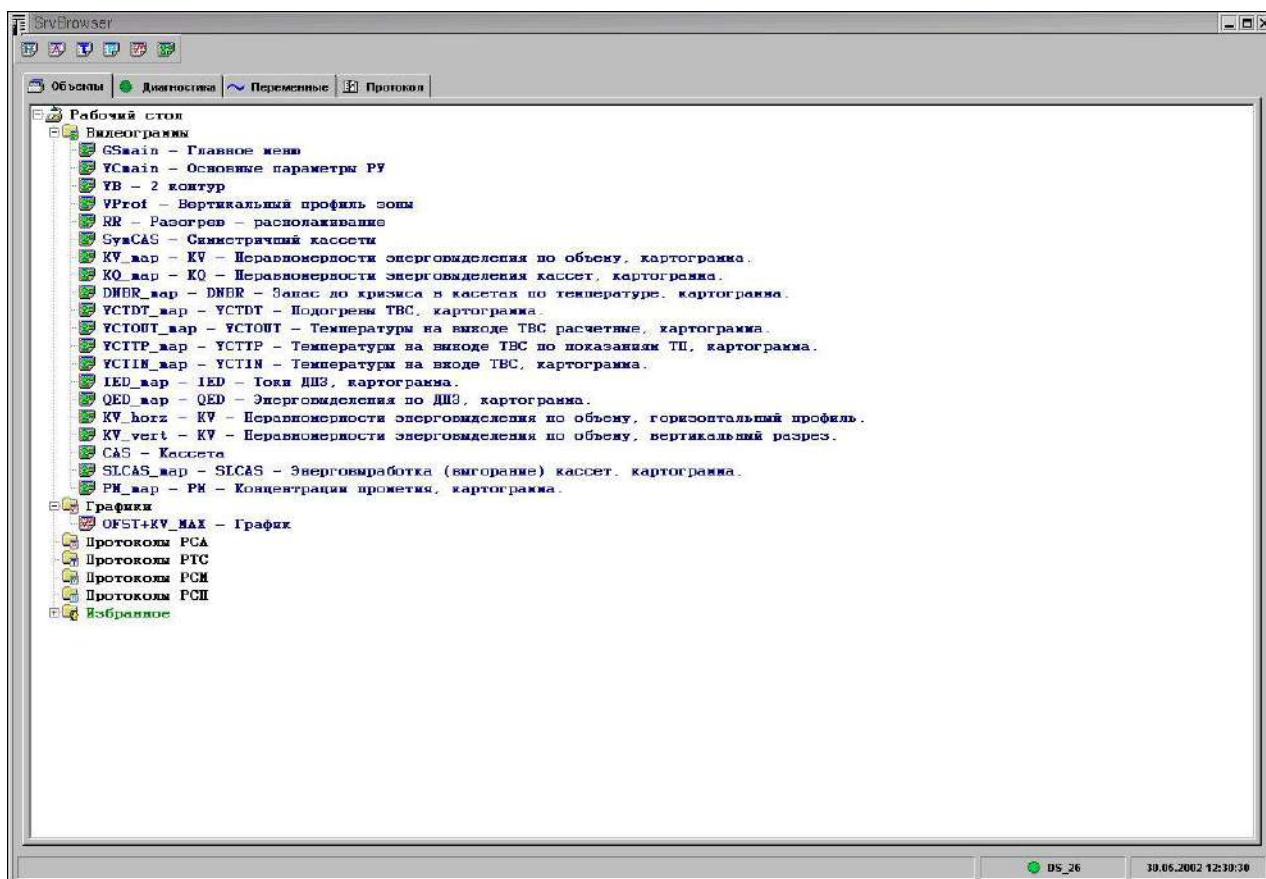 SrvBrowser
Объекты Диагностика Переменные Протокол
Рабочий стол
Видеограммы
GSmain - Главное меню
YCmain - Основные параметры РУ
YB - 2 контур
VProf - Вертикальный профиль зоны
RR - Разогрев - расхолаживание
SymCAS - Симметричный кассеты
KV_map - KV - Неравномерности энерговыделения по объему, картограмма.
KQ_map - KQ - Неравномерности энерговыделения кассет, картограмма.
DNBR_map - DNBR - Запас до кризиса в касетах по температуре. картограмма.
YCTDT_map - YCTDT - Подогревы ТВС, картограмма.
YCTOUT_map - YCTOUT - Температуры на выходе ТВС расчетные, картограмма.
YCTTP_map - YCTTP - Температуры на выходе ТВС по показаниям ТП, картограмма.
YCTIN_map - YCTIN - Температуры на входе ТВС, картограмма.
IED_map - IED - Токи ДПЗ, картограмма.
QED_map - QED - Энерговыделения по ДПЗ, картограмма.
KV_horz - KV - Неравномерности энерговыделения по объему, горизонтальный профиль.
KV_vert - KV - Неравномерности энерговыделения по объему, вертикальный разрез.
CAS - Кассета
SLCAS_map - SLCAS - Энерговыработка (выгорание) кассет. картограмма.
PM_map - PM - Концентрации прометия, картограмма.
Графики
OFST+KV_MAX - График
Протоколы РСА
Протоколы РТС
Протоколы РСМ
Протоколы РСП
Избранное
DS_26 30.06.2002 12:30:30